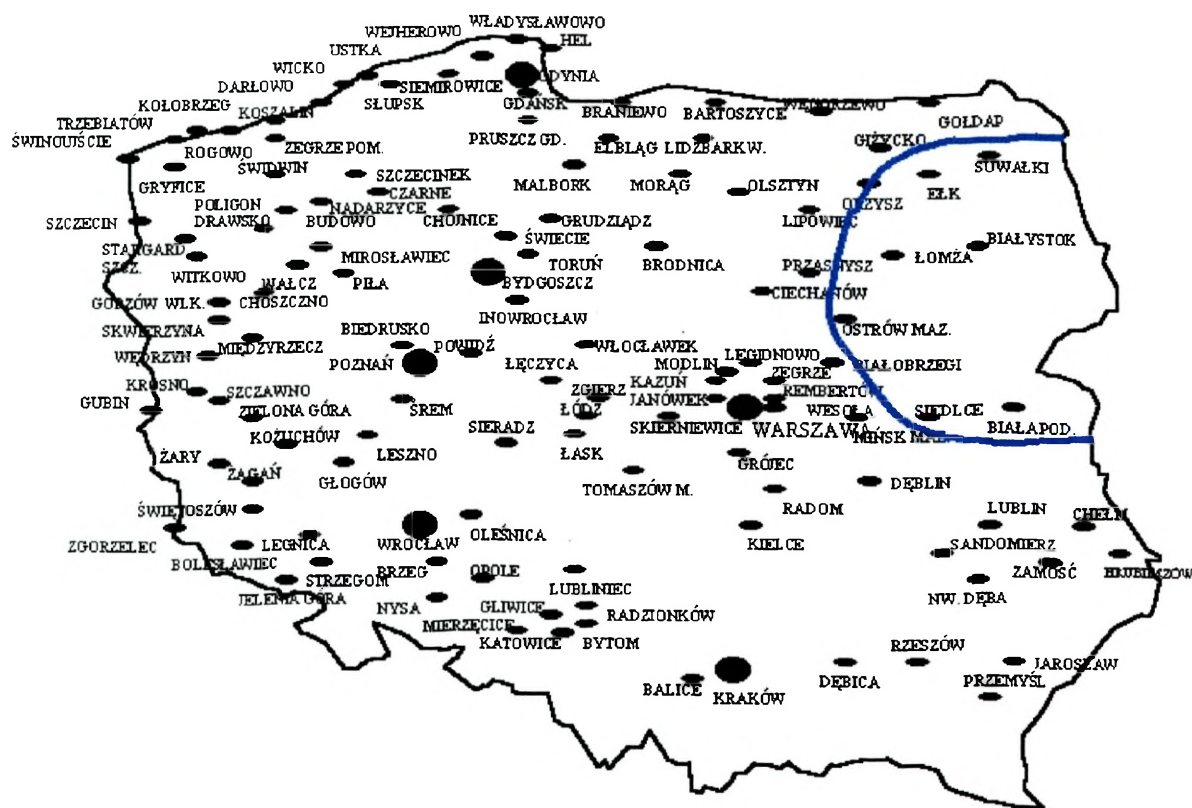 WŁADYSŁAWOWO
WEJHEROWO
HEL
USTKA
WICKO
GDYNIA
DARŁOWO
SIEMIROWICE
SŁUPSK
GDAŃSK
KOŁOBRZEG
KOSZALIN
BRANIEWO
BARTOSZYCE
WĘGORZEWO
GOŁDAP
TRZEBIATÓW
ŚWINOUJŚCIE
ROGOWO
ZEGRZE POM.
PRUSZCZ GD.
ELBLĄG
LIDZBARK W.
GIŻYCKO
SUWAŁKI
GRYFICE
ŚWIDWIN
SZCZECINEK
MALBORK
MORĄG
OLSZTYN
EŁK
CZARNE
ORZYSZ
POLIGON
DRAWSKO
NADARZYCE
BUDOWO
CHOJNICE
GRUDZIĄDZ
LIPOWIEC
SZCZECIN
STARGARD
SZCZ.
ŚWIECIE
BIAŁYSTOK
WITKOWO
MIROSŁAWIEC
TORUŃ
BRODNICA
ŁOMŻA
WAŁCZ
PIŁA
BYDGOSZCZ
PRZASNYSZ
GORZÓW WLK.
CHOSZCZNO
CIECHANÓW
INOWROCŁAW
SKWIERZYNA
BIEDRUSKO
OSTRÓW MAZ.
MIĘDZYRZECZ
POWIDZ
WŁOCŁAWEK
LEGIONOWO
WĘDRZYN
POZNAŃ
ŁĘCZYCA
MODLIN
BIAŁOBRZEGI
ZEGRZE
KROSNO
SZCZAWNO
KAZUŃ
REMBERTÓW
GUBIN
ŚREM
ZGIERZ
JANÓWEK
ZIELONA GÓRA
ŁÓDŹ
WESOŁA
SIEDLCE
KOŻUCHÓW
SIERADZ
SKIERNIEWICE
WARSZAWA
MIŃSK MAZ.
BIAŁA POD.
ŻARY
LESZNO
ŁASK
GRÓJEC
ŻAGAŃ
GŁOGÓW
TOMASZÓW M.
DĘBLIN
ŚWIĘTOSZÓW
RADOM
OLEŚNICA
LUBLIN
CHEŁM
ZGORZELEC
LEGNICA
WROCŁAW
KIELCE
BOLESŁAWIEC
SANDOMIERZ
BRZEG
OPOLE
ZAMOŚĆ
HRUBIESZÓW
STRZEGOM
JELENIA GÓRA
LUBLINIEC
NW. DĘBA
NYSA
GLIWICE
RADZIONKÓW
MIERZĘCICE
KATOWICE
BYTOM
RZESZÓW
JAROSŁAW
BALICE
KRAKÓW
DĘBICA
PRZEMYŚL